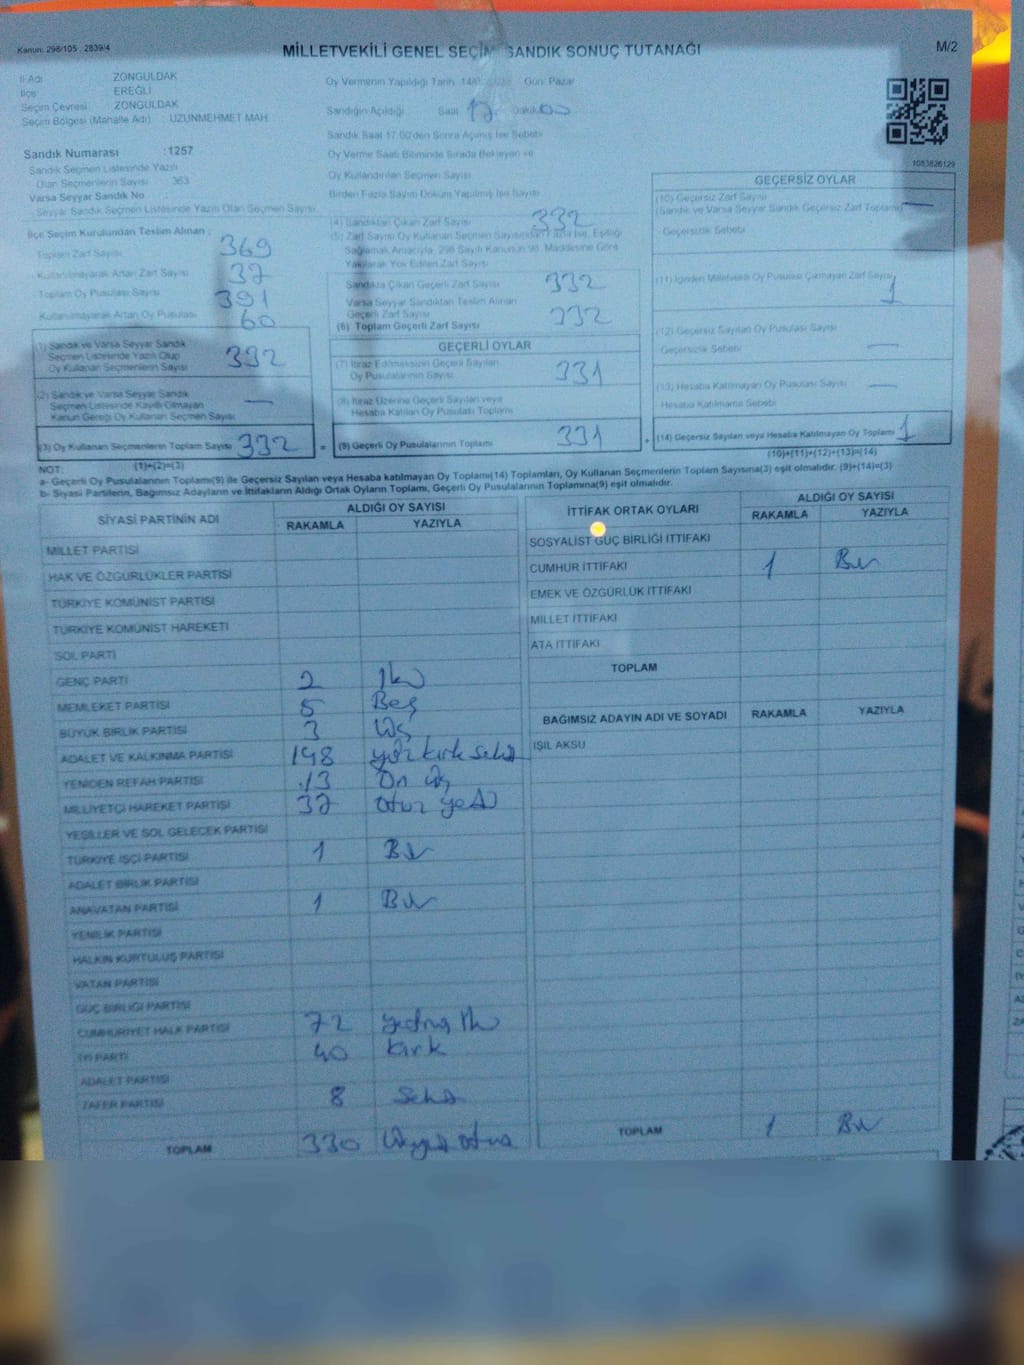 Kanun: 298/105 , 2839/4
MİLLETVEKİLİ GENEL SEÇİM SANDIK SONUÇ TUTANAĞI
M/2
İl Adı ZONGULDAK
İlçe EREĞLİ
Seçim Çevresi ZONGULDAK
Seçim Bölgesi (Mahalle Adı) : UZUNMEHMET MAH
Sandık Numarası : 1257
Sandık Seçmen Listesinde Yazılı
Olan Seçmenlerin Sayısı : 363
Varsa Seyyar Sandık No
Seyyar Sandık Seçmen Listesinde Yazılı Olan Seçmen Sayısı
İlçe Seçim Kurulundan Teslim Alınan :
Toplam Zarf Sayısı 369
Kullanılmayarak Artan Zarf Sayısı 37
Toplam Oy Pusulası Sayısı 391
Kullanılmayarak Artan Oy Pusulası 60
(1) Sandık ve Varsa Seyyar Sandık
Seçmen Listesinde Yazılı Olup
Oy Kullanan Seçmenlerin Sayısı 332
(2) Sandık ve Varsa Seyyar Sandık
Seçmen Listesinde Kayıtlı Olmayan
Kanun Gereği Oy Kullanan Seçmen Sayısı —
(3) Oy Kullanan Seçmenlerin Toplam Sayısı 332 =
(1)+(2)=(3)
Oy Vermenin Yapıldığı Tarih Gün: Pazar
Sandığın Açıldığı Saat 17 Dakika 00
Sandık Saat 17.00'den Sonra Açılmış İse Sebebi
Oy Verme Saati Bitiminde Sırada Bekleyen ve
Oy Kullandırılan Seçmen Sayısı
Birden Fazla Sayım Döküm Yapılmış İse Sayısı
(4) Sandıktan Çıkan Zarf Sayısı 332
(5) Zarf Sayısı Oy Kullanan Seçmen Sayısından Fazla İse, Eşitliği
Sağlamak Amacıyla, 298 Sayılı Kanunun 98. Maddesine Göre
Yakılarak Yok Edilen Zarf Sayısı
Sandıkta Çıkan Geçerli Zarf Sayısı 332
Varsa Seyyar Sandıktan Teslim Alınan
Geçerli Zarf Sayısı
(6) Toplam Geçerli Zarf Sayısı 332
GEÇERLİ OYLAR
(7) İtiraz Edilmeksizin Geçerli Sayılan
Oy Pusulalarının Sayısı 331
(8) İtiraz Üzerine Geçerli Sayılan veya
Hesaba Katılan Oy Pusulası Toplamı
(9) Geçerli Oy Pusulalarının Toplamı 331 +
1083826129
GEÇERSİZ OYLAR
(10) Geçersiz Zarf Sayısı
(Sandık ve Varsa Seyyar Sandık Geçersiz Zarf Toplamı) —
Geçersizlik Sebebi
(11) İçinden Milletvekili Oy Pusulası Çıkmayan Zarf Sayısı 1
(12) Geçersiz Sayılan Oy Pusulası Sayısı —
Geçersizlik Sebebi
(13) Hesaba Katılmayan Oy Pusulası Sayısı —
Hesaba Katılmama Sebebi
(14) Geçersiz Sayılan veya Hesaba Katılmayan Oy Toplamı 1
(10)+(11)+(12)+(13)=(14)
NOT:
a- Geçerli Oy Pusulalarının Toplamı(9) ile Geçersiz Sayılan veya Hesaba katılmayan Oy Toplamı(14) Toplamları, Oy Kullanan Seçmenlerin Toplam Sayısına(3) eşit olmalıdır. (9)+(14)=(3)
b- Siyasi Partilerin, Bağımsız Adayların ve İttifakların Aldığı Ortak Oyların Toplamı, Geçerli Oy Pusulalarının Toplamına(9) eşit olmalıdır.
SİYASİ PARTİNİN ADI ALDIĞI OY SAYISI
RAKAMLA YAZIYLA
MİLLET PARTİSİ
HAK VE ÖZGÜRLÜKLER PARTİSİ
TÜRKİYE KOMÜNİST PARTİSİ
TÜRKİYE KOMÜNİST HAREKETİ
SOL PARTİ
GENÇ PARTİ 2 İki
MEMLEKET PARTİSİ 5 Beş
BÜYÜK BİRLİK PARTİSİ 3 Üç
ADALET VE KALKINMA PARTİSİ 148 yüz kırk sekiz
YENİDEN REFAH PARTİSİ 13 On üç
MİLLİYETÇİ HAREKET PARTİSİ 37 otuz yedi
YEŞİLLER VE SOL GELECEK PARTİSİ
TÜRKİYE İŞÇİ PARTİSİ 1 Bir
ADALET BİRLİK PARTİSİ
ANAVATAN PARTİSİ 1 Bir
YENİLİK PARTİSİ
HALKIN KURTULUŞ PARTİSİ
VATAN PARTİSİ
GÜÇ BİRLİĞİ PARTİSİ
CUMHURİYET HALK PARTİSİ 72 yetmiş iki
İYİ PARTİ 40 kırk
ADALET PARTİSİ
ZAFER PARTİSİ 8 Sekiz
TOPLAM 330 Üçyüz otuz
İTTİFAK ORTAK OYLARI ALDIĞI OY SAYISI
RAKAMLA YAZIYLA
SOSYALİST GÜÇ BİRLİĞİ İTTİFAKI
CUMHUR İTTİFAKI 1 Bir
EMEK VE ÖZGÜRLÜK İTTİFAKI
MİLLET İTTİFAKI
ATA İTTİFAKI
TOPLAM
BAĞIMSIZ ADAYIN ADI VE SOYADI RAKAMLA YAZIYLA
IŞIL AKSU
TOPLAM 1 Bir